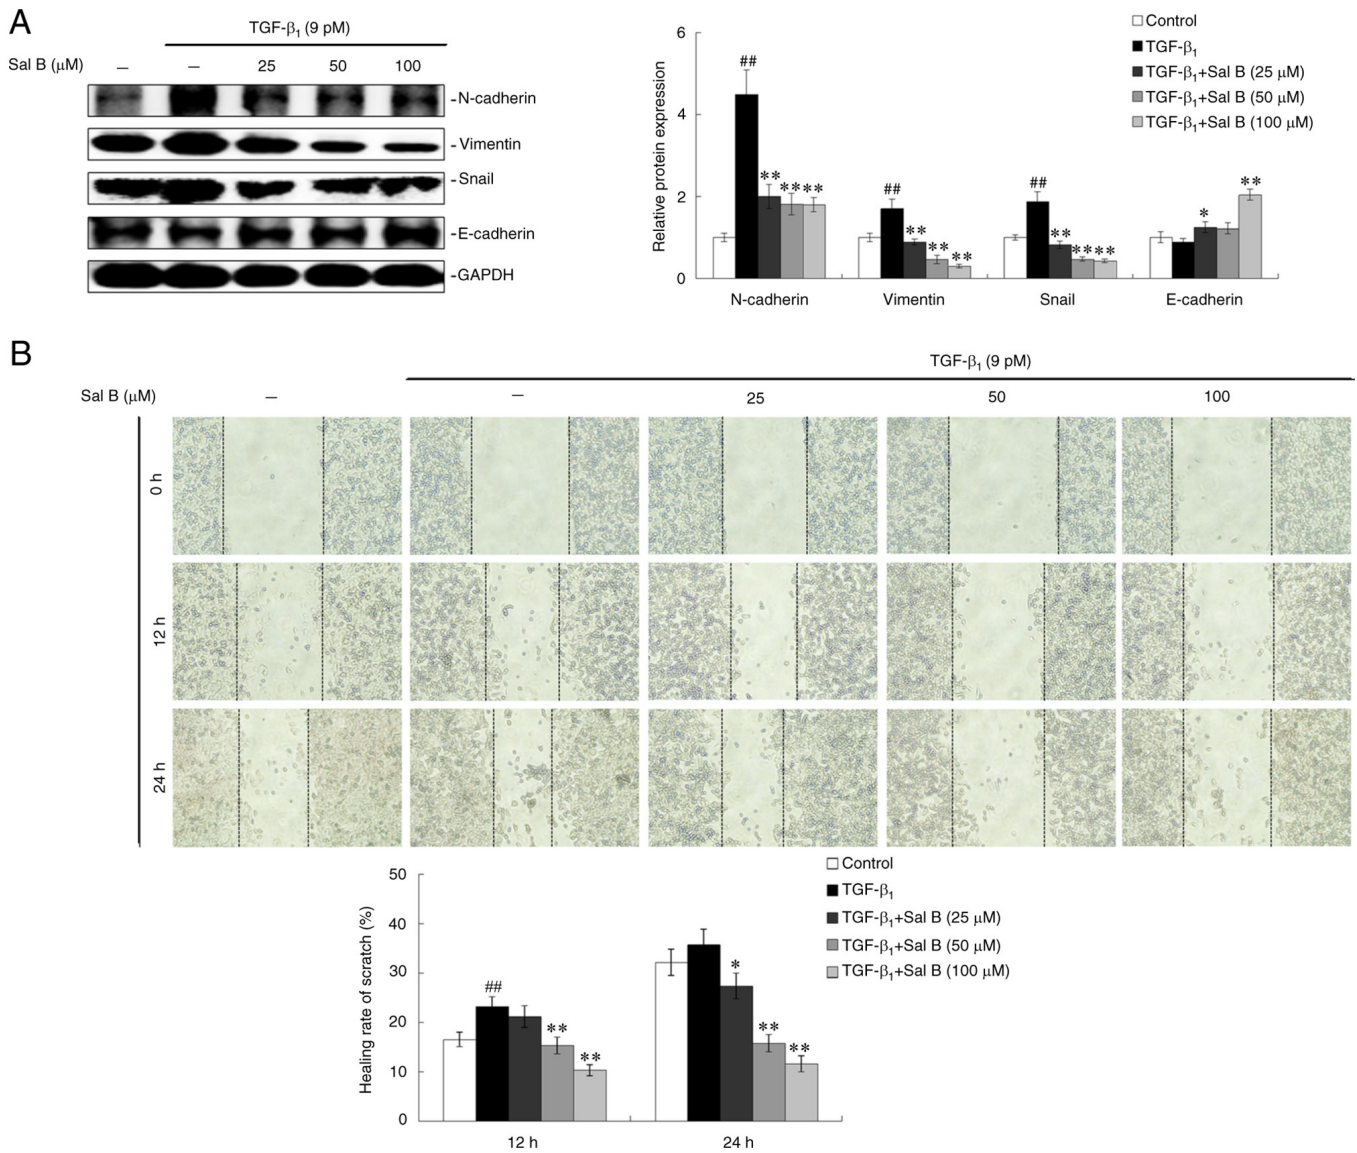 A
TGF-β1 (9 pM)
Sal B (μM) – – 25 50 100
-N-cadherin
-Vimentin
-Snail
-E-cadherin
-GAPDH
Relative protein expression
6
4
2
0
## ** ** **
## ** ** **
## ** ** **
* **
N-cadherin Vimentin Snail E-cadherin
Control
TGF-β1
TGF-β1+Sal B (25 μM)
TGF-β1+Sal B (50 μM)
TGF-β1+Sal B (100 μM)
B
TGF-β1 (9 pM)
Sal B (μM) – – 25 50 100
0 h
12 h
24 h
Healing rate of scratch (%)
50
40
30
20
10
0
## ** **
* ** **
12 h 24 h
Control
TGF-β1
TGF-β1+Sal B (25 μM)
TGF-β1+Sal B (50 μM)
TGF-β1+Sal B (100 μM)